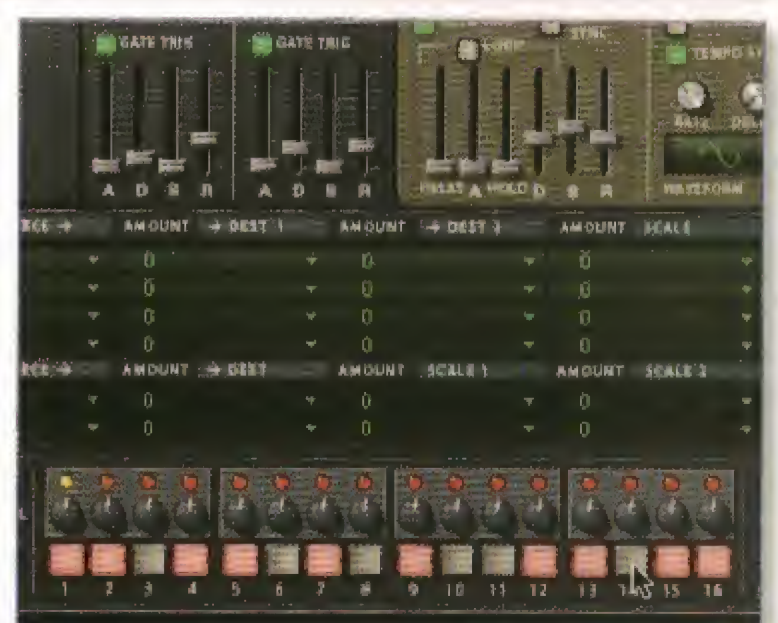 SYNC
GATE TRIG GATE TRIG TEMPO
RATE
A D S R A D S R A D S R
WAVEFORM
AMOUNT → DEST 1 AMOUNT → DEST 2 AMOUNT SCALE
0 0 0
0 0 0
0 0 0
0 0 0
AMOUNT → DEST AMOUNT SCALE 1 AMOUNT SCALE 2
0 0 0
0 0 0
1 2 3 4 5 6 7 8 9 10 11 12 13 15 16